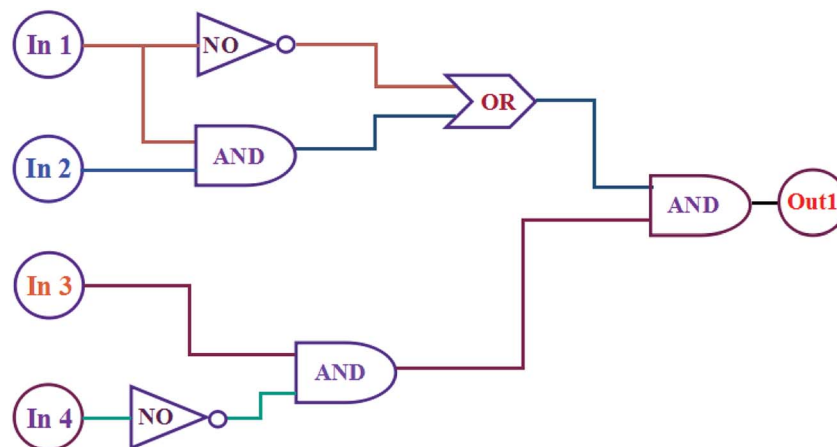 In 1
NO
OR
In 2
AND
AND
Out1
In 3
AND
In 4
NO